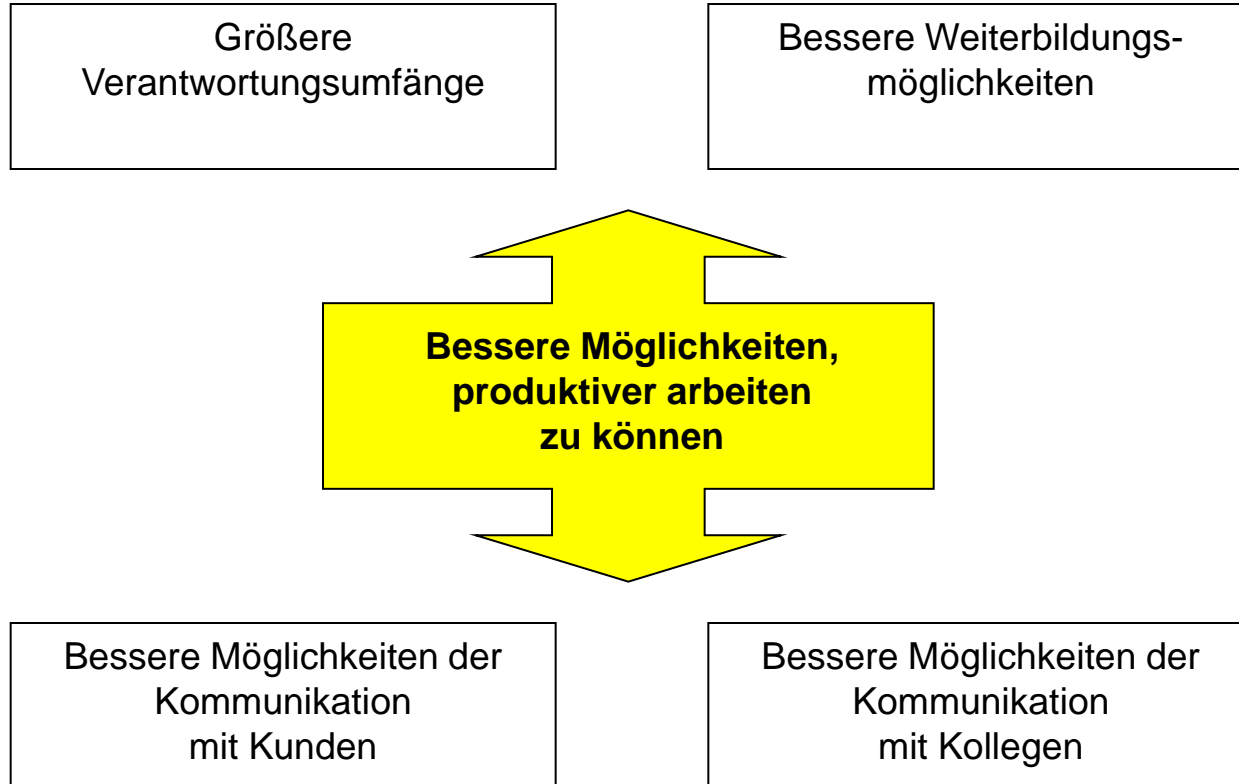 Größere
Verantwortungsumfänge
Bessere Weiterbildungs-
möglichkeiten
Bessere Möglichkeiten,
produktiver arbeiten
zu können
Bessere Möglichkeiten der
Kommunikation
mit Kunden
Bessere Möglichkeiten der
Kommunikation
mit Kollegen